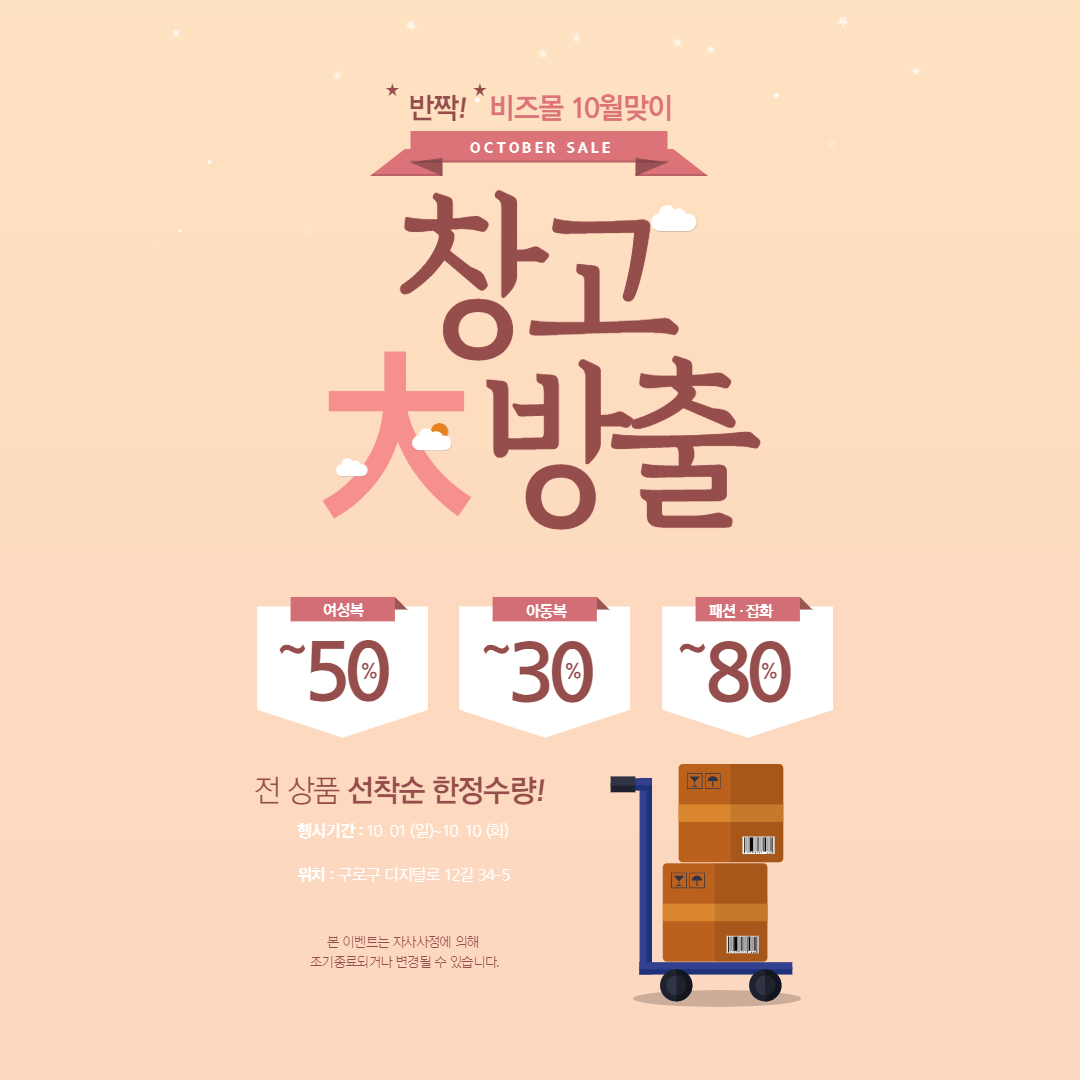 반짝! 비즈몰 10월맞이
OCTOBER SALE
창고
大방출
여성복 아동복 패션·잡화
~50% ~30% ~80%
전 상품 선착순 한정수량!
행사기간 : 10. 01 (일)~10. 10 (화)
위치 : 구로구 디지털로 12길 34-5
본 이벤트는 자사사정에 의해
조기종료되거나 변경될 수 있습니다.